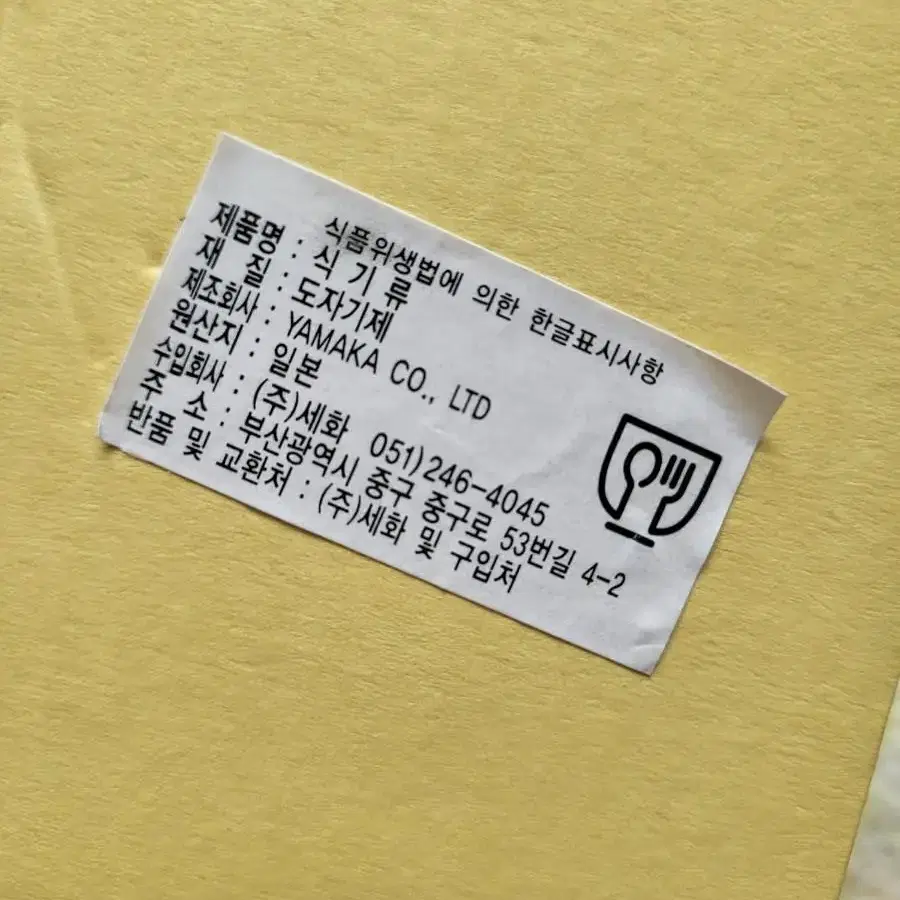 식품위생법에 의한 한글표시사항
제품명 : 식 기 류
재 질 : 도자기제
제조회사 : YAMAKA CO., LTD
원산지 : 일본
수입회사 : (주)세화 051)246-4045
주 소 : 부산광역시 중구 중구로 53번길 4-2
반품 및 교환처 : (주)세화 및 구입처